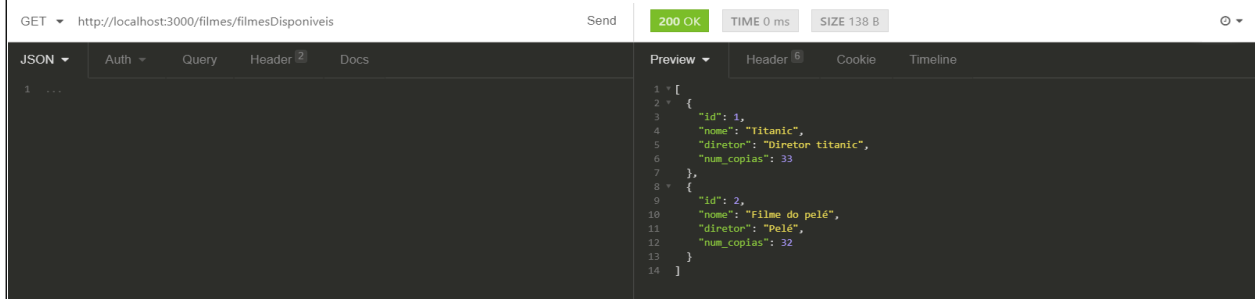 GET http://localhost:3000/filmes/filmesDisponiveis Send 200 OK TIME 0 ms SIZE 138 B
JSON Auth Query Header 2 Docs Preview Header 6 Cookie Timeline
1 ...
1 [
2 {
3 "id": 1,
4 "nome": "Titanic",
5 "diretor": "Diretor titanic",
6 "num_copias": 33
7 },
8 {
9 "id": 2,
10 "nome": "Filme do pelé",
11 "diretor": "Pelé",
12 "num_copias": 32
13 }
14 ]